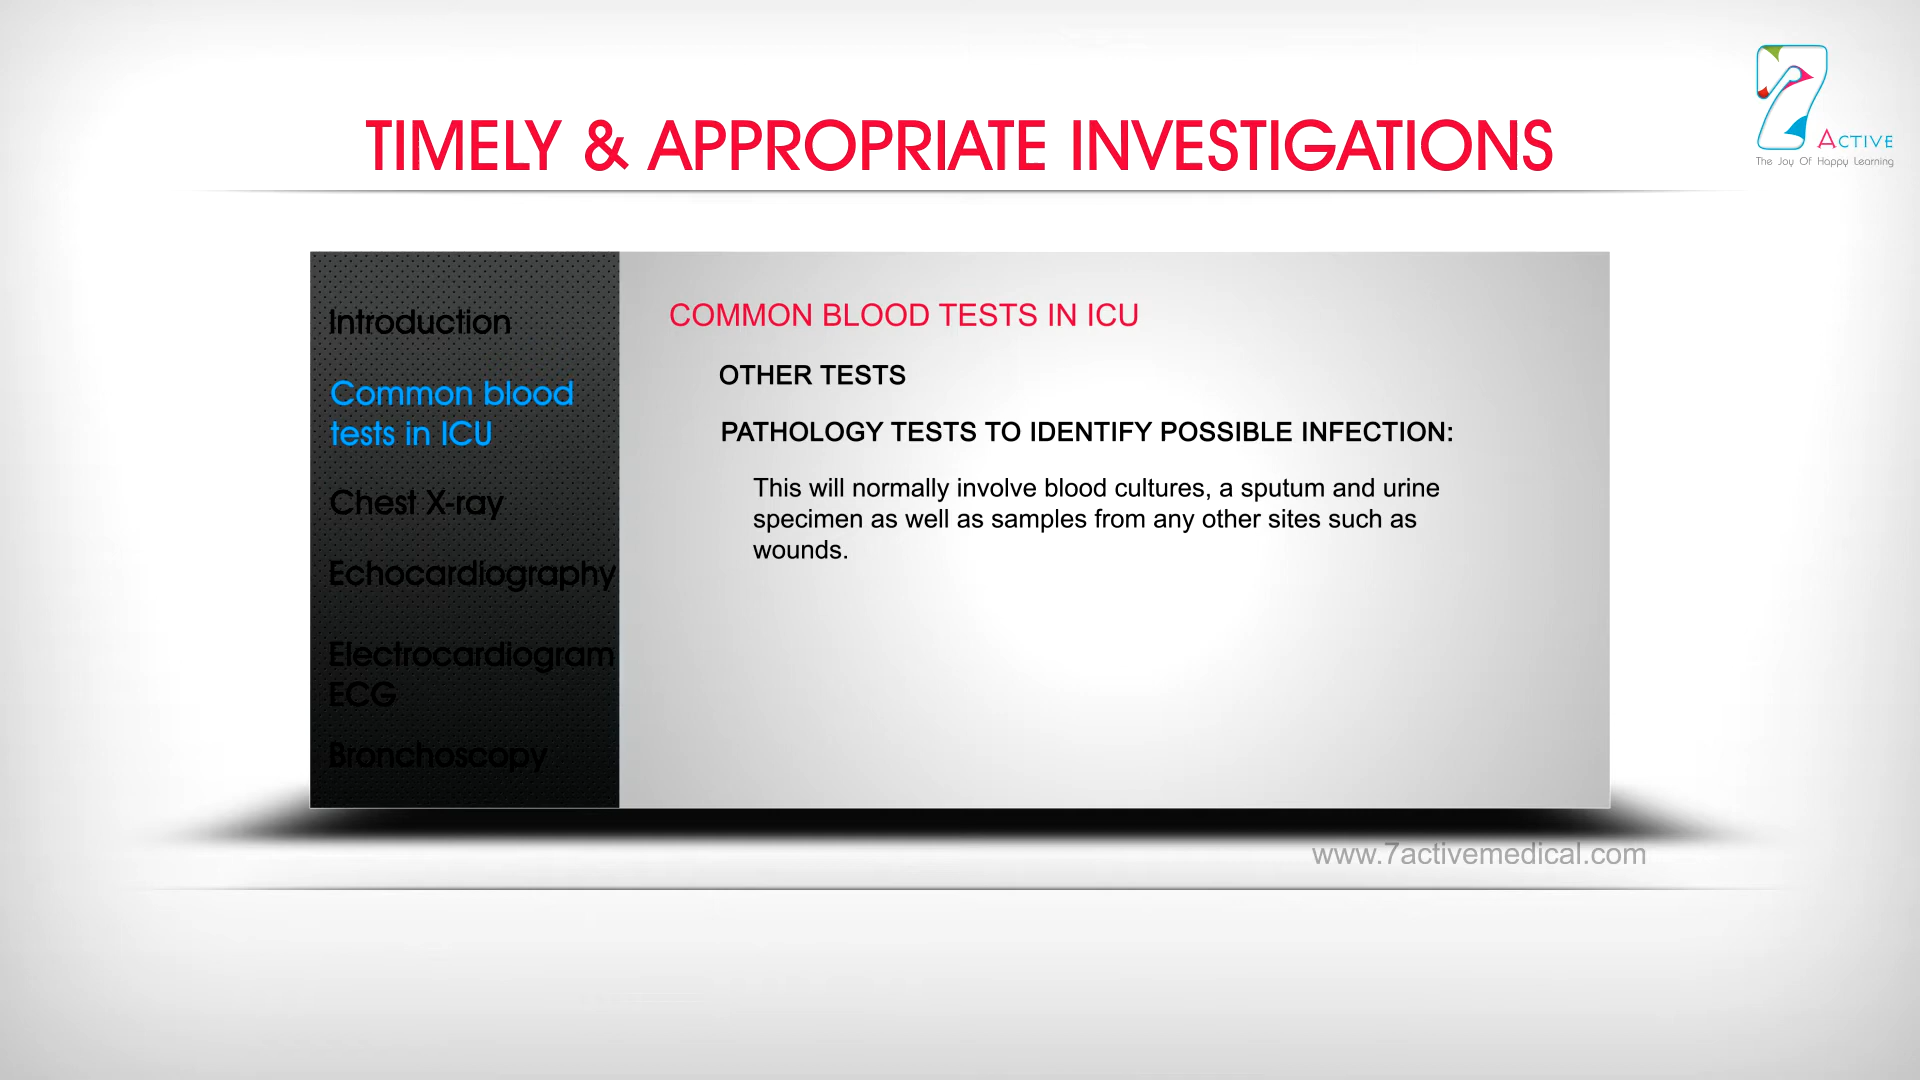 TIMELY & APPROPRIATE INVESTIGATIONS
7 ACTIVE
The Joy Of Happy Learning
Introduction
Common blood
tests in ICU
Chest X-ray
Echocardiography
Electrocardiogram
ECG
Bronchoscopy
COMMON BLOOD TESTS IN ICU
OTHER TESTS
PATHOLOGY TESTS TO IDENTIFY POSSIBLE INFECTION:
This will normally involve blood cultures, a sputum and urine
specimen as well as samples from any other sites such as
wounds.
www.7activemedical.com